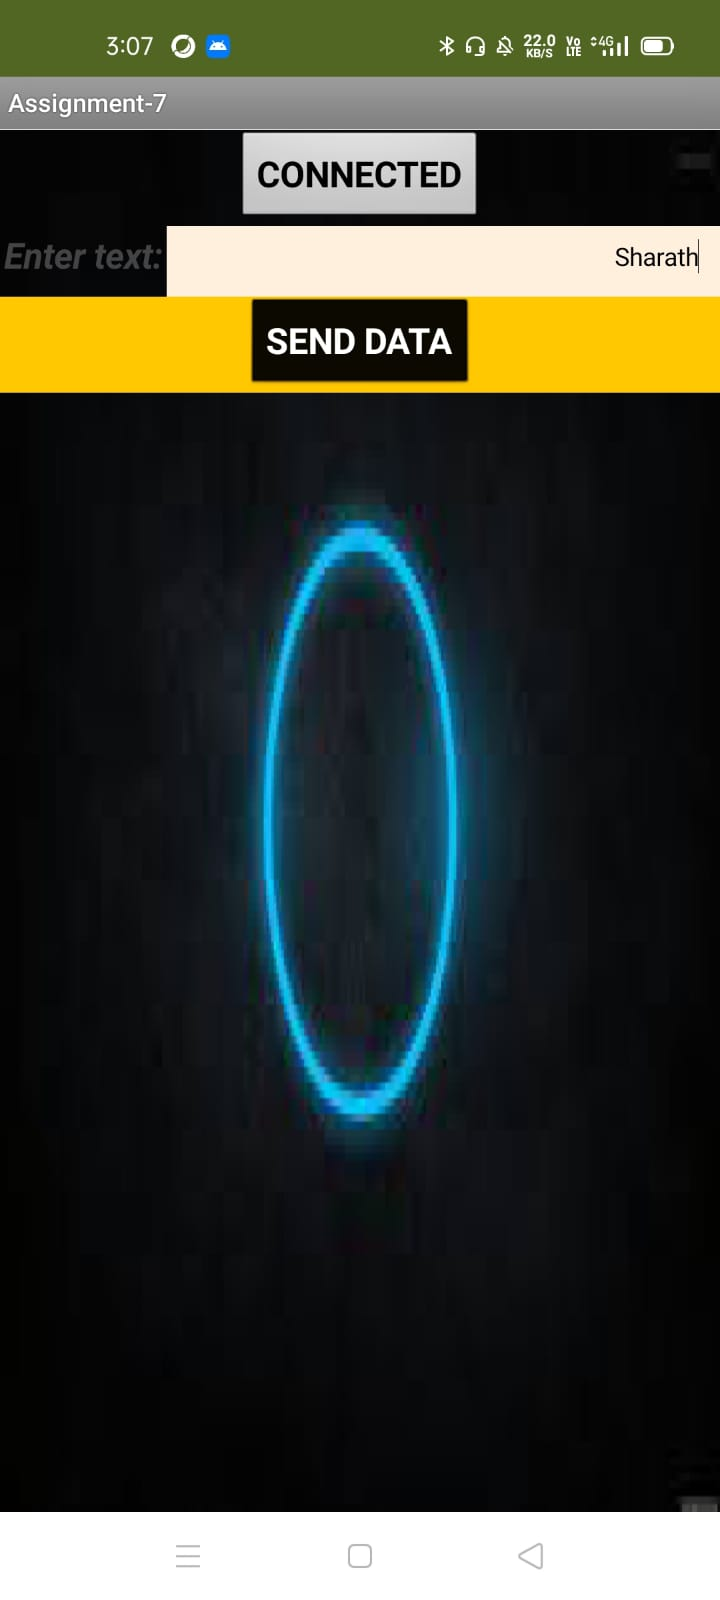 3:07 22.0 KB/S Vo LTE 4G
Assignment-7
CONNECTED
Enter text: Sharath
SEND DATA